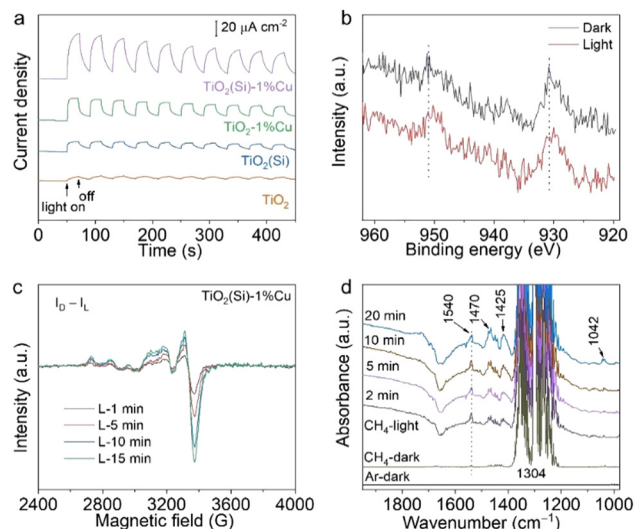 a
20 μA cm⁻²
Current density
TiO₂(Si)-1%Cu
TiO₂-1%Cu
TiO₂(Si)
TiO₂
light on
off
0 100 200 300 400
Time (s)
b
Dark
Light
Intensity (a.u.)
960 950 940 930 920
Binding energy (eV)
c
I_D – I_L
TiO₂(Si)-1%Cu
Intensity (a.u.)
L-1 min
L-5 min
L-10 min
L-15 min
2400 2800 3200 3600 4000
Magnetic field (G)
d
1540
1470
1425
1042
20 min
10 min
5 min
2 min
CH₄-light
CH₄-dark
Ar-dark
1304
Absorbance (a.u.)
1800 1600 1400 1200 1000
Wavenumber (cm⁻¹)